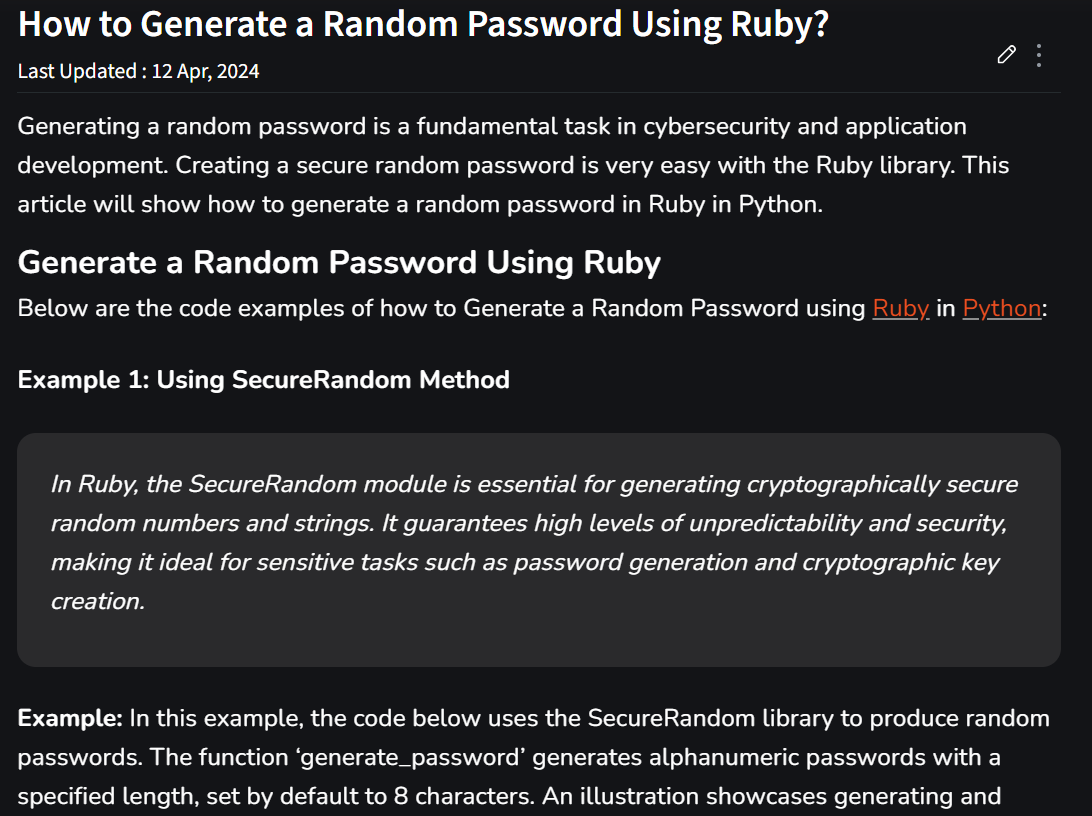 How to Generate a Random Password Using Ruby?
Last Updated : 12 Apr, 2024
Generating a random password is a fundamental task in cybersecurity and application
development. Creating a secure random password is very easy with the Ruby library. This
article will show how to generate a random password in Ruby in Python.
Generate a Random Password Using Ruby
Below are the code examples of how to Generate a Random Password using Ruby in Python:
Example 1: Using SecureRandom Method
In Ruby, the SecureRandom module is essential for generating cryptographically secure
random numbers and strings. It guarantees high levels of unpredictability and security,
making it ideal for sensitive tasks such as password generation and cryptographic key
creation.
Example: In this example, the code below uses the SecureRandom library to produce random
passwords. The function ‘generate_password’ generates alphanumeric passwords with a
specified length, set by default to 8 characters. An illustration showcases generating and